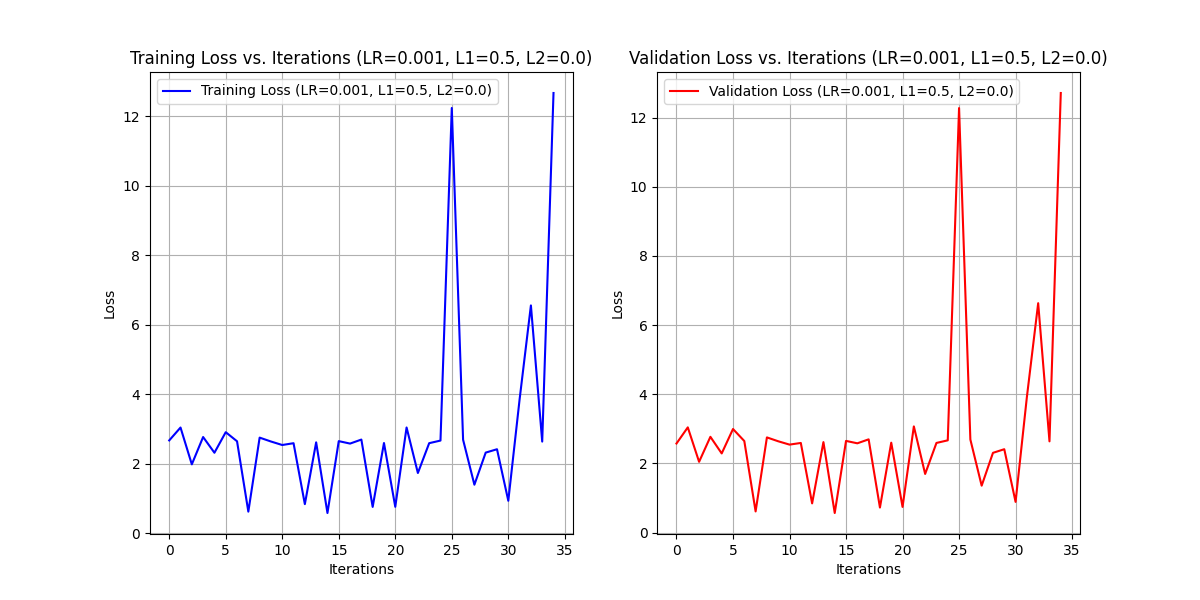 Training Loss vs. Iterations (LR=0.001, L1=0.5, L2=0.0)
Training Loss (LR=0.001, L1=0.5, L2=0.0)
Loss
12
10
8
6
4
2
0
0 5 10 15 20 25 30 35
Iterations
Validation Loss vs. Iterations (LR=0.001, L1=0.5, L2=0.0)
Validation Loss (LR=0.001, L1=0.5, L2=0.0)
Loss
12
10
8
6
4
2
0
0 5 10 15 20 25 30 35
Iterations